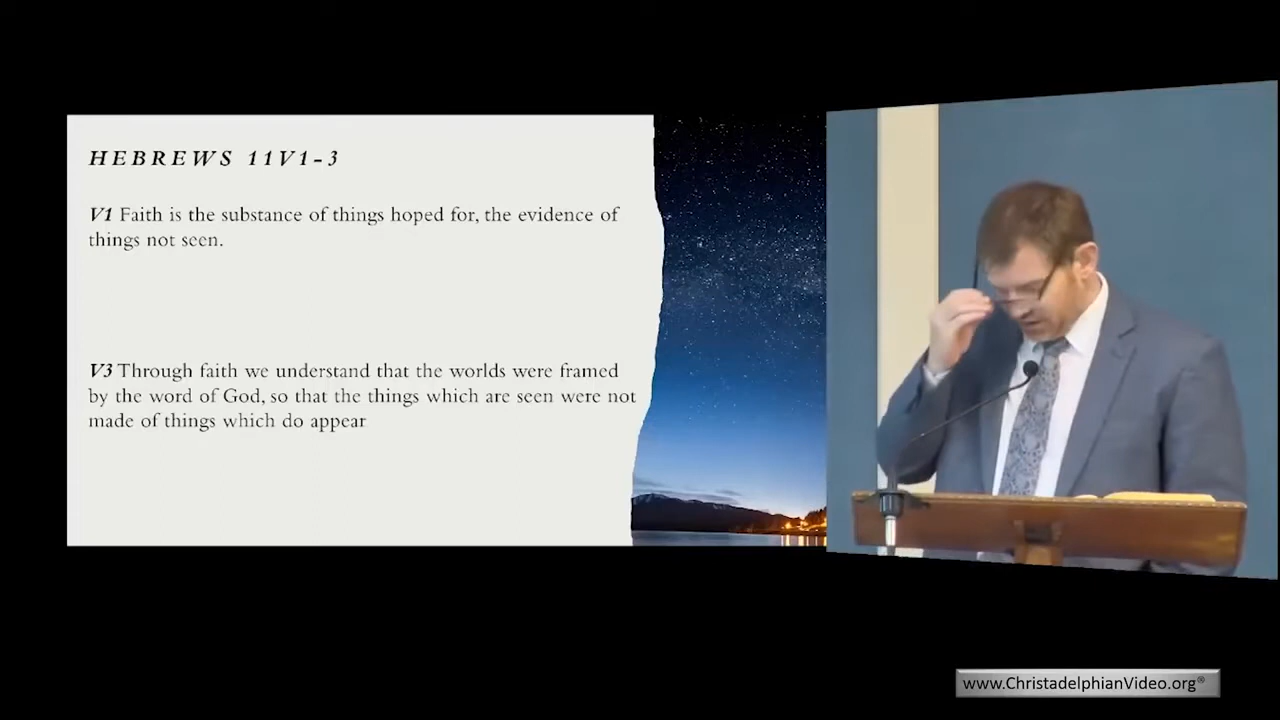 HEBREWS 11V1-3
V1 Faith is the substance of things hoped for, the evidence of
things not seen.
V3 Through faith we understand that the worlds were framed
by the word of God, so that the things which are seen were not
made of things which do appear
www.ChristadelphianVideo.org®